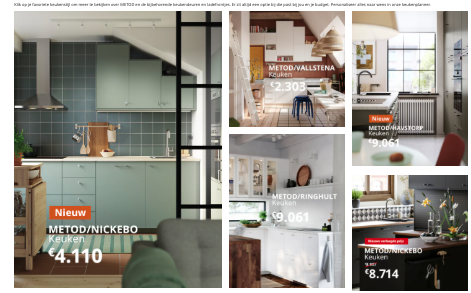 Klik op je favoriete keukenstijl om meer te bekijken over METOD en de bijbehorende keukendeuren en ladefrontjes. Er zit altijd een optie bij die past bij jou en je budget. Personaliseer alles naar wens in onze keukenplanner.
Nieuw
METOD/NICKEBO
Keuken
€4.110
METOD/VALLSTENA
Keuken
€2.303
METOD/RINGHULT
Keuken
€9.061
Nieuw
METOD/HAVSTORP
Keuken
€9.061
Nieuwe verlaagde prijs
METOD/NICKEBO
Keuken
€8.714